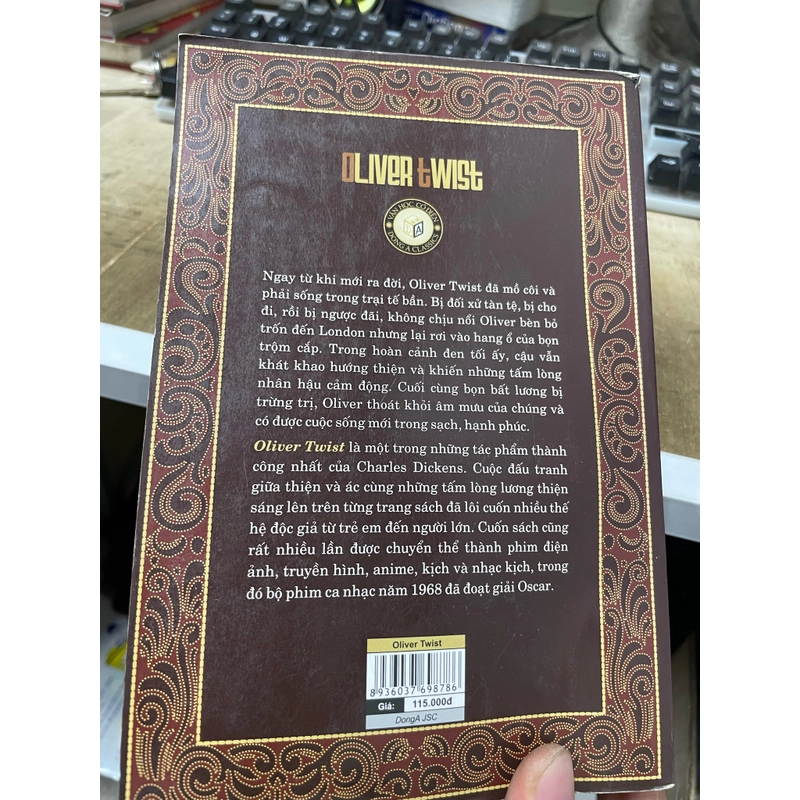 OLIVER tWISt
VĂN HỌC CỔ ĐIỂN
ĐÔNG A CLASSICS
Ngay từ khi mới ra đời, Oliver Twist đã mồ côi và
phải sống trong trại tế bần. Bị đối xử tàn tệ, bị cho
đi, rồi bị ngược đãi, không chịu nổi Oliver bèn bỏ
trốn đến London nhưng lại rơi vào hang ổ của bọn
trộm cắp. Trong hoàn cảnh đen tối ấy, cậu vẫn
khát khao hướng thiện và khiến những tấm lòng
nhân hậu cảm động. Cuối cùng bọn bất lương bị
trừng trị, Oliver thoát khỏi âm mưu của chúng và
có được cuộc sống mới trong sạch, hạnh phúc.
Oliver Twist là một trong những tác phẩm thành
công nhất của Charles Dickens. Cuộc đấu tranh
giữa thiện và ác cùng những tấm lòng lương thiện
sáng lên trên từng trang sách đã lôi cuốn nhiều thế
hệ độc giả từ trẻ em đến người lớn. Cuốn sách cũng
rất nhiều lần được chuyển thể thành phim điện
ảnh, truyền hình, anime, kịch và nhạc kịch, trong
đó bộ phim ca nhạc năm 1968 đã đoạt giải Oscar.
Oliver Twist
8936037698786
Giá: 115.000đ
DongA JSC